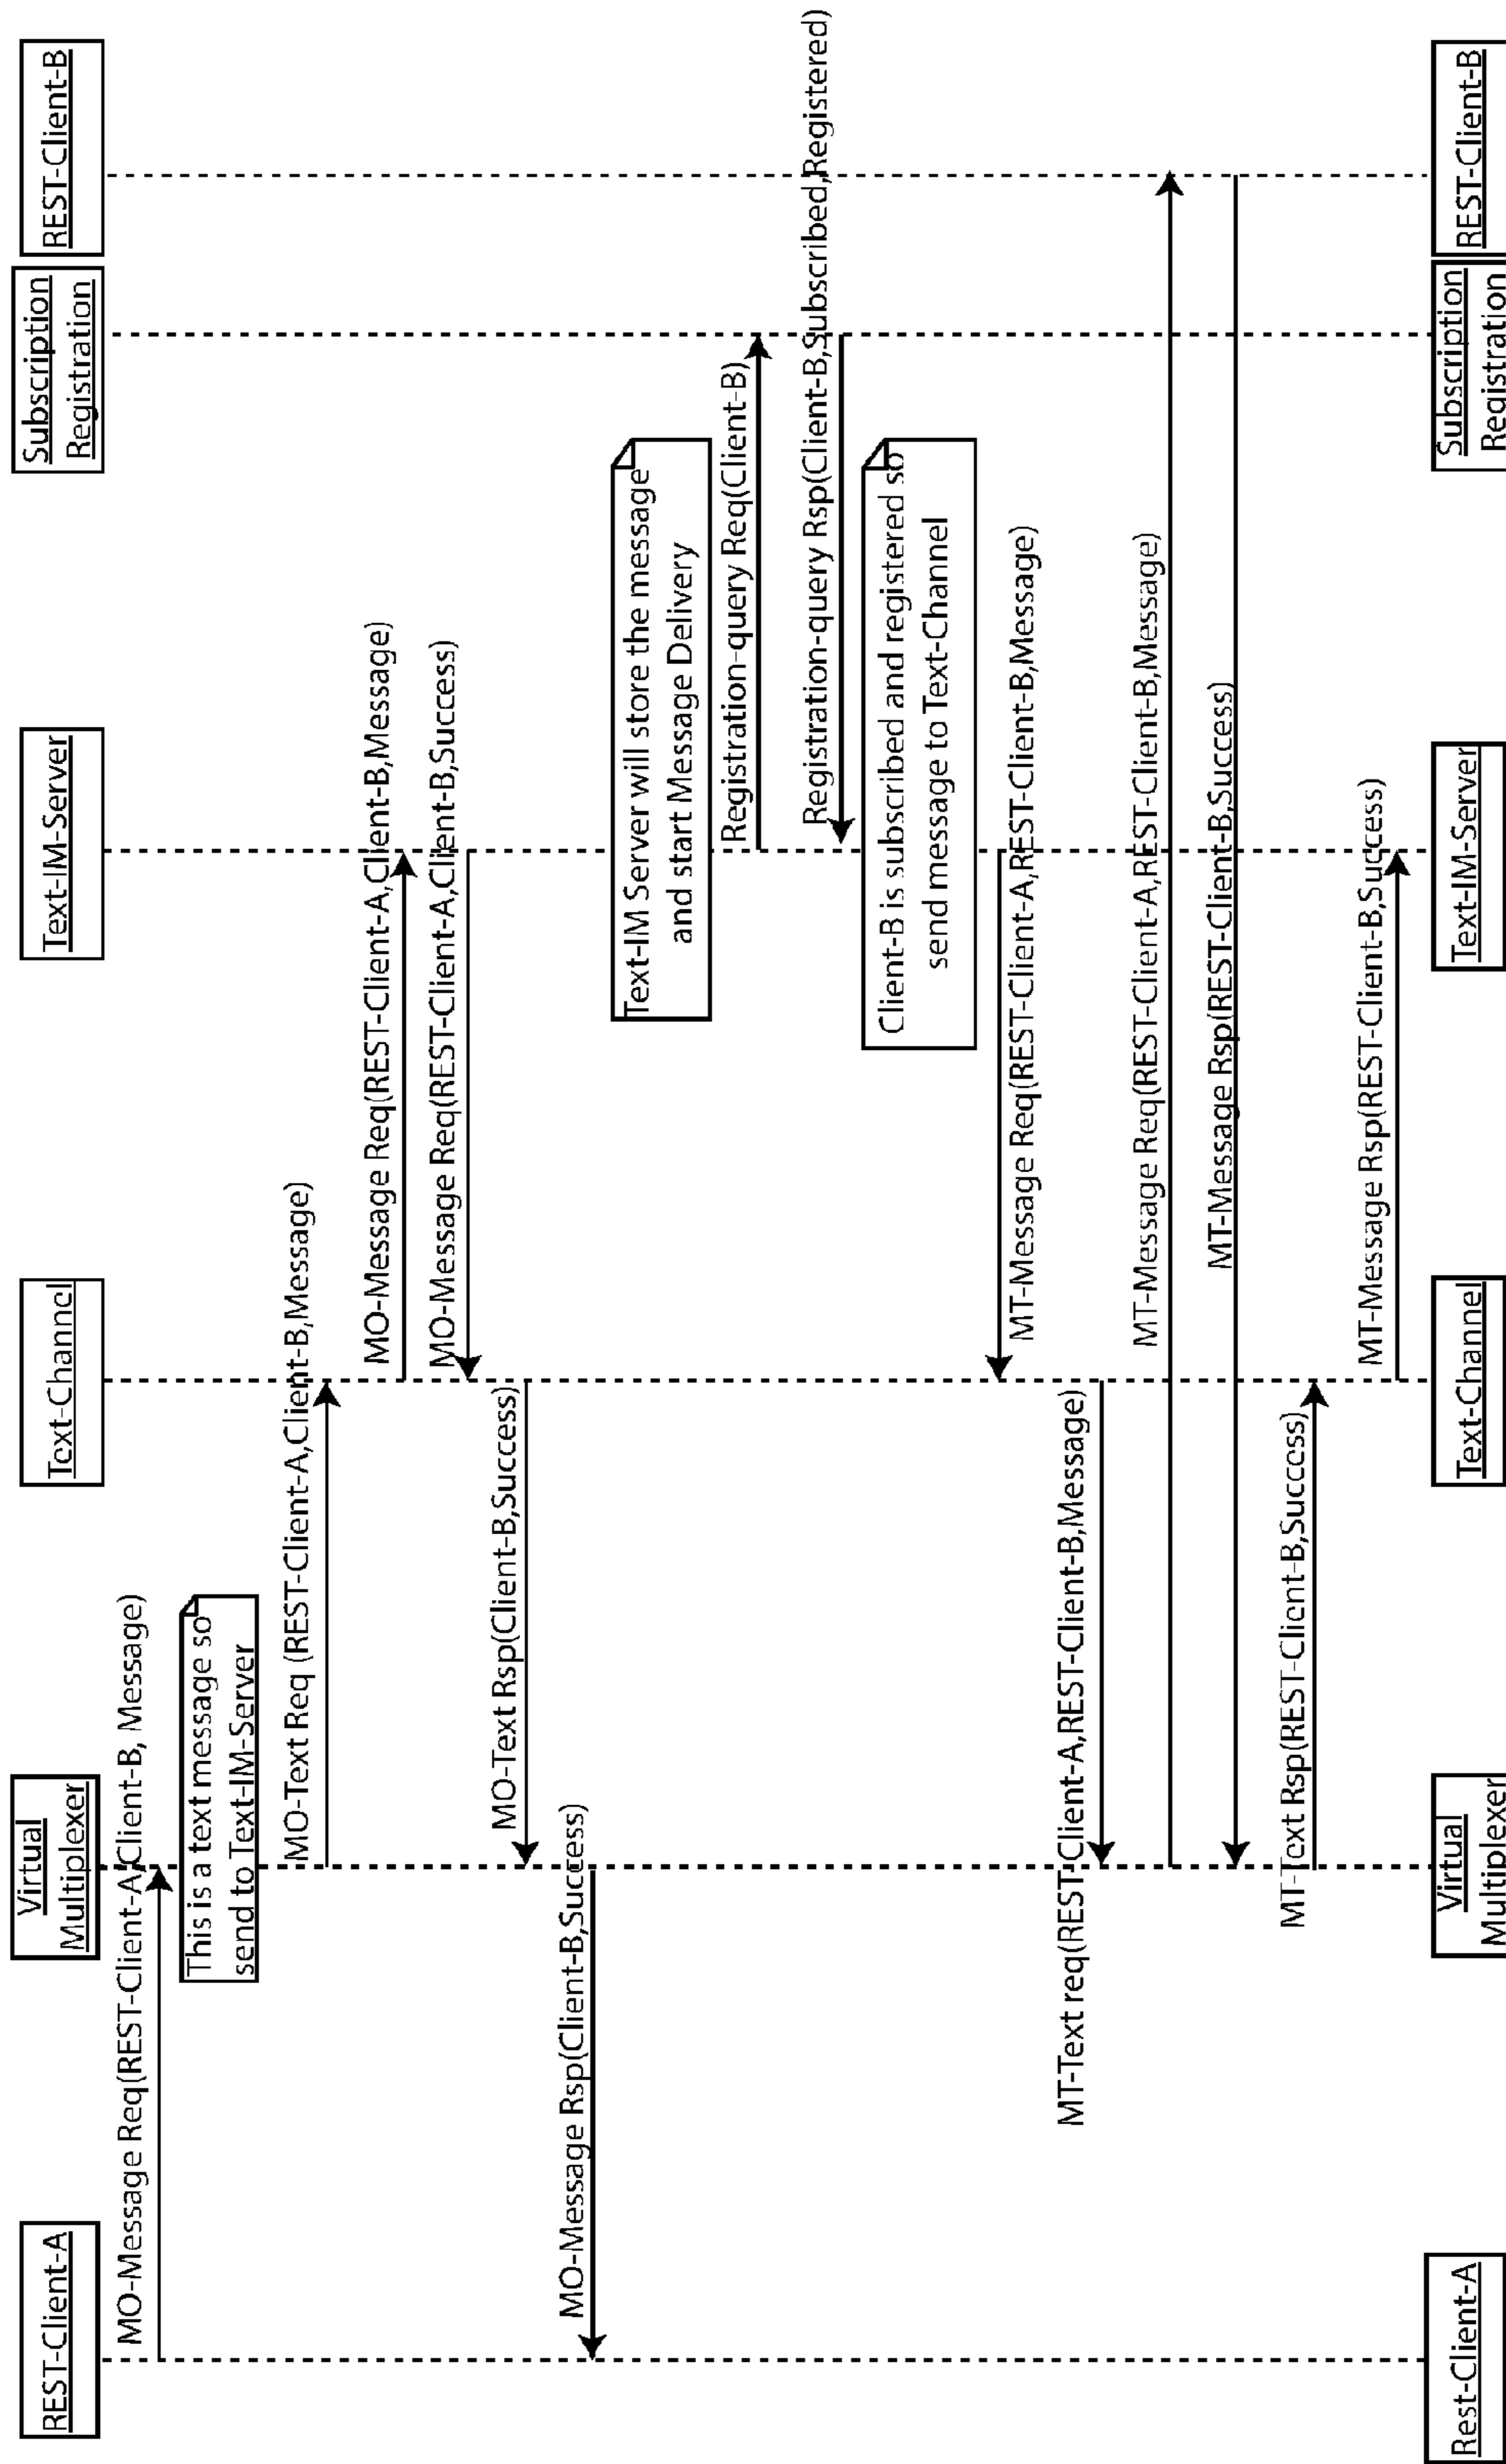 REST-Client-A
Virtual
Multiplexer
Text-Channel
Text-IM-Server
Subscription
Registration
REST-Client-B
MO-Message Req(REST-Client-A,Client-B, Message)
This is a text message so
send to Text-IM-Server
MO-Text Req (REST-Client-A,Client-B,Message)
MO-Message Req(REST-Client-A,Client-B,Message)
MO-Message Req(REST-Client-A,Client-B,Success)
MO-Text Rsp(Client-B,Success)
MO-Message Rsp(Client-B,Success)
Text-IM Server will store the message
and start Message Delivery
Registration-query Req(Client-B)
Registration-query Rsp(Client-B,Subscribed,Registered)
Client-B is subscribed and registered so
send message to Text-Channel
MT-Message Req(REST-Client-A,REST-Client-B,Message)
MT-Text req(REST-Client-A,REST-Client-B,Message)
MT-Message Req(REST-Client-A,REST-Client-B,Message)
MT-Message Rsp(REST-Client-B,Success)
MT-Text Rsp(REST-Client-B,Success)
MT-Message Rsp(REST-Client-B,Success)
Rest-Client-A
Virtual
Multiplexer
Text-Channel
Text-IM-Server
Subscription
Registration
REST-Client-B